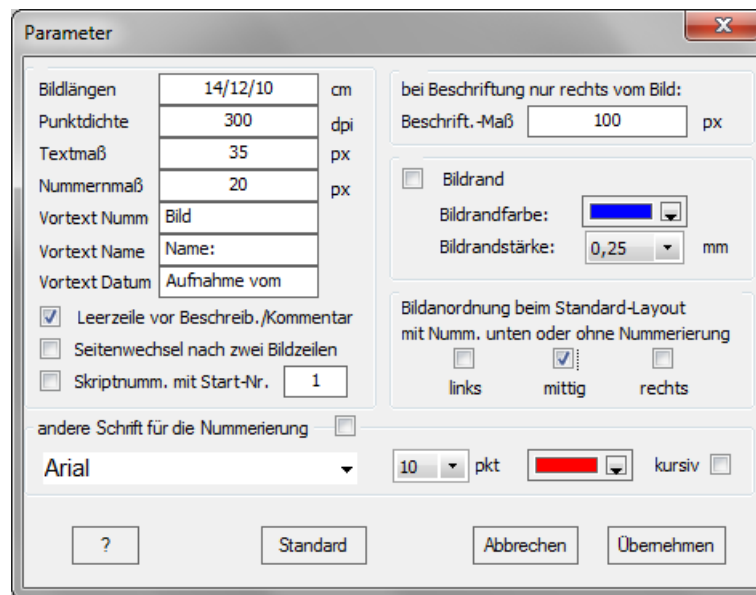 Parameter
Bildlängen 14/12/10 cm
Punktdichte 300 dpi
Textmaß 35 px
Nummernmaß 20 px
Vortext Numm Bild
Vortext Name Name:
Vortext Datum Aufnahme vom
Leerzeile vor Beschreib./Kommentar
Seitenwechsel nach zwei Bildzeilen
Skriptnumm. mit Start-Nr. 1
bei Beschriftung nur rechts vom Bild:
Beschrift.-Maß 100 px
Bildrand
Bildrandfarbe:
Bildrandstärke: 0,25 mm
Bildanordnung beim Standard-Layout
mit Numm. unten oder ohne Nummerierung
links mittig rechts
andere Schrift für die Nummerierung
Arial 10 pkt kursiv
? Standard Abbrechen Übernehmen